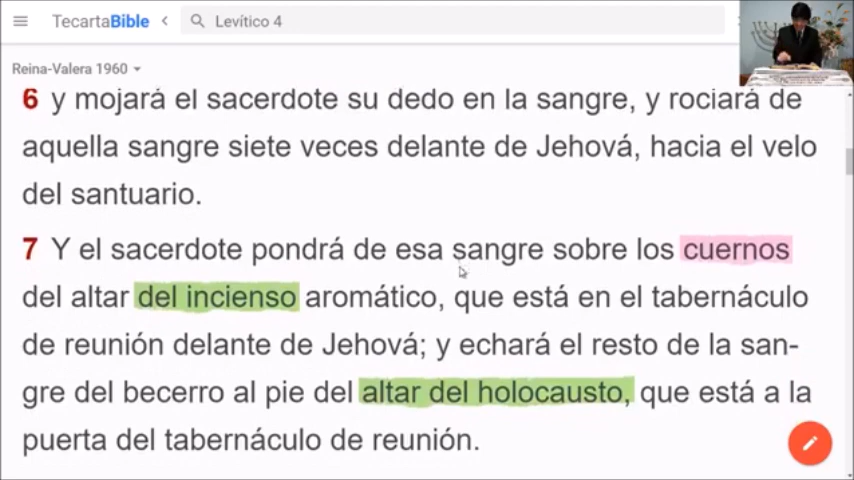 TecartaBible
Levítico 4
Reina-Valera 1960
6 y mojará el sacerdote su dedo en la sangre, y rociará de
aquella sangre siete veces delante de Jehová, hacia el velo
del santuario.
7 Y el sacerdote pondrá de esa sangre sobre los cuernos
del altar del incienso aromático, que está en el tabernáculo
de reunión delante de Jehová; y echará el resto de la san-
gre del becerro al pie del altar del holocausto, que está a la
puerta del tabernáculo de reunión.